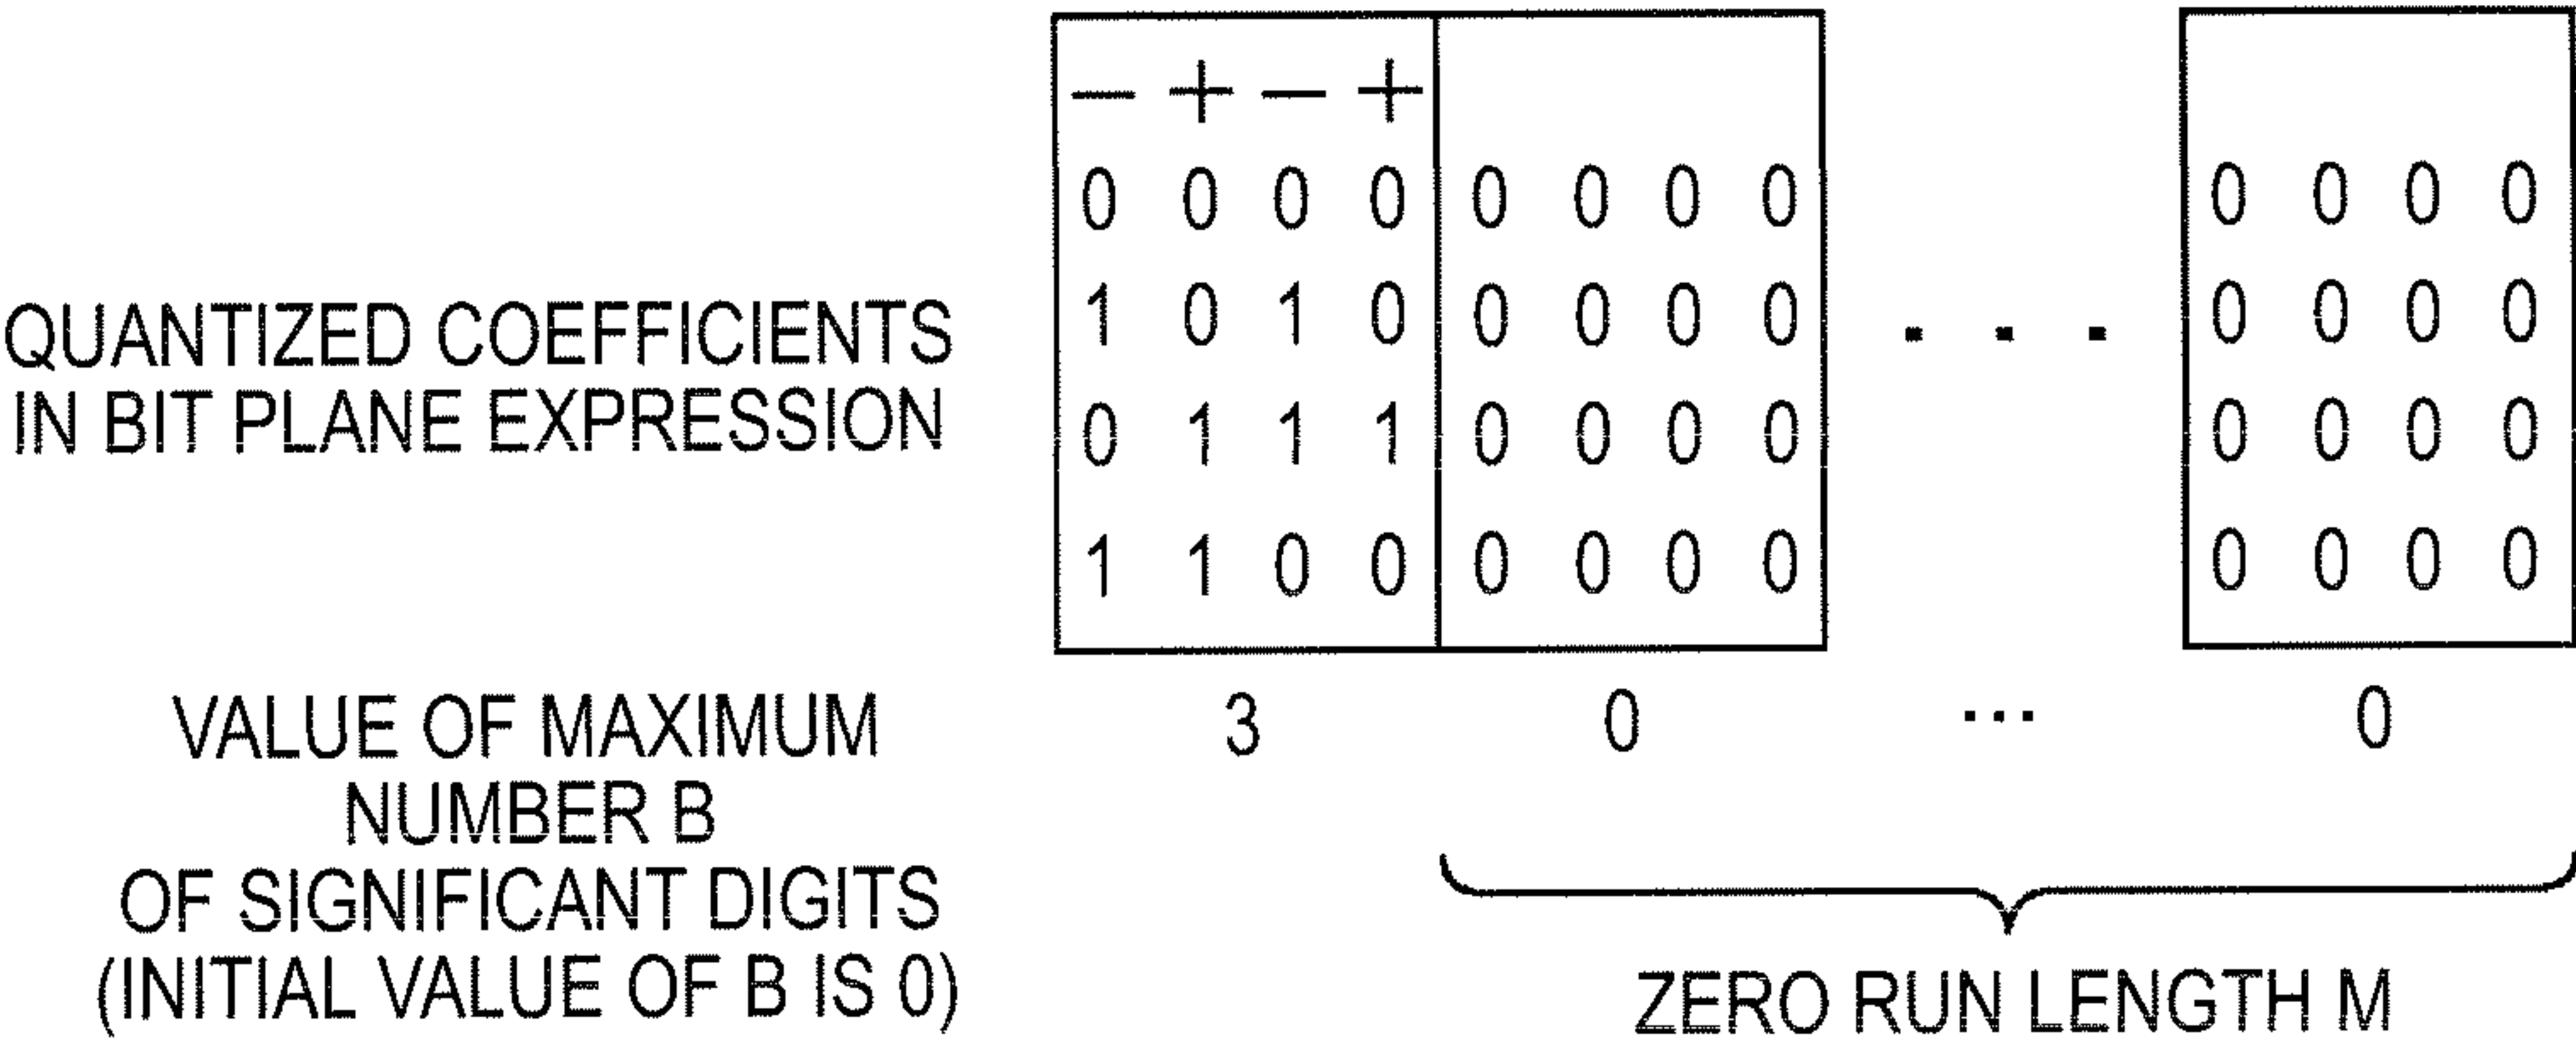 — + — +
0 0 0 0 0 0 0 0 0 0 0 0
1 0 1 0 0 0 0 0 . . . 0 0 0 0
0 1 1 1 0 0 0 0 0 0 0 0
1 1 0 0 0 0 0 0 0 0 0 0
QUANTIZED COEFFICIENTS
IN BIT PLANE EXPRESSION
VALUE OF MAXIMUM
NUMBER B
OF SIGNIFICANT DIGITS
(INITIAL VALUE OF B IS 0)
3 0 ... 0
ZERO RUN LENGTH M